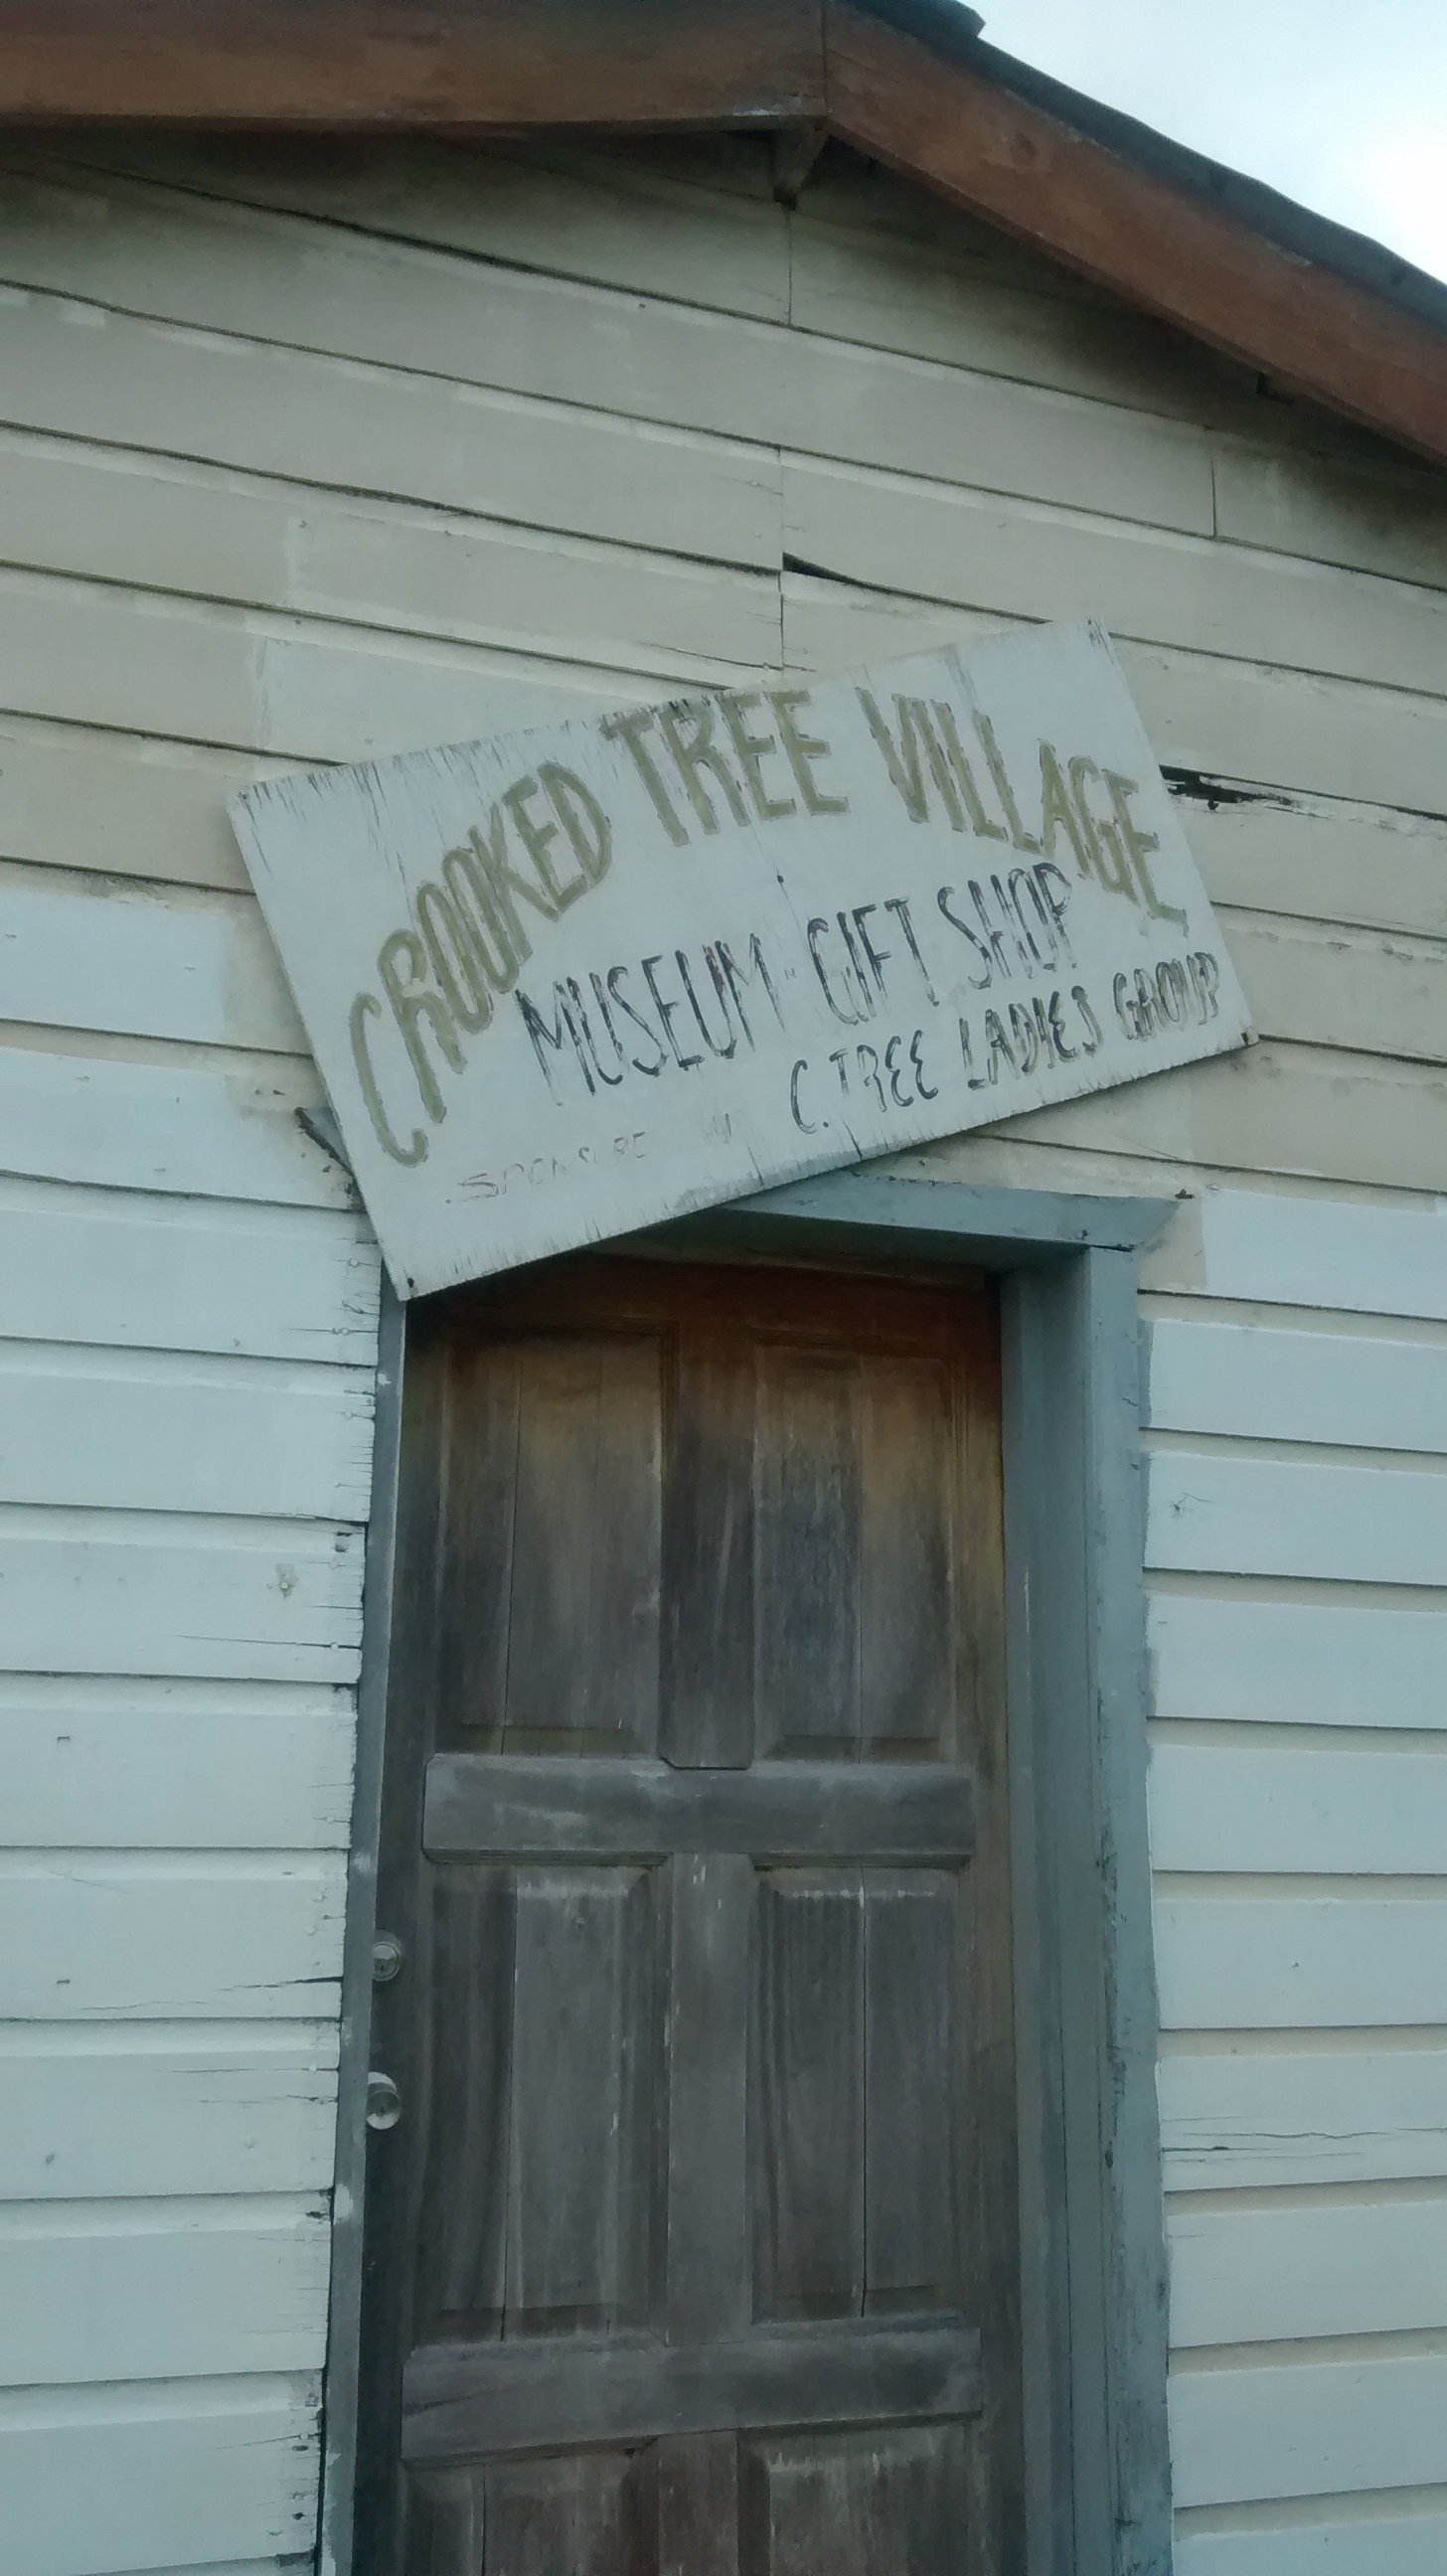 CROOKED TREE VILLAGE
MUSEUM - GIFT SHOP
C. TREE LADIES GROUP